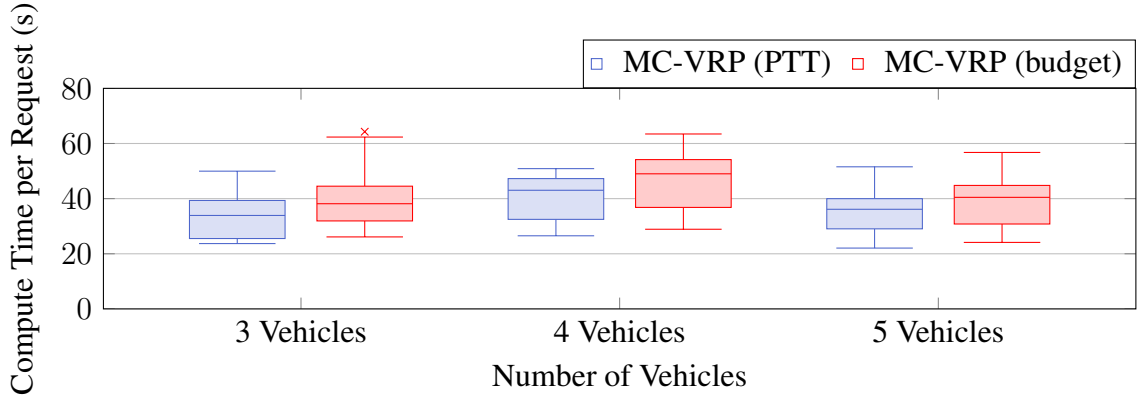 MC-VRP (PTT) MC-VRP (budget)
Compute Time per Request (s)
80
60
40
20
0
3 Vehicles 4 Vehicles 5 Vehicles
Number of Vehicles